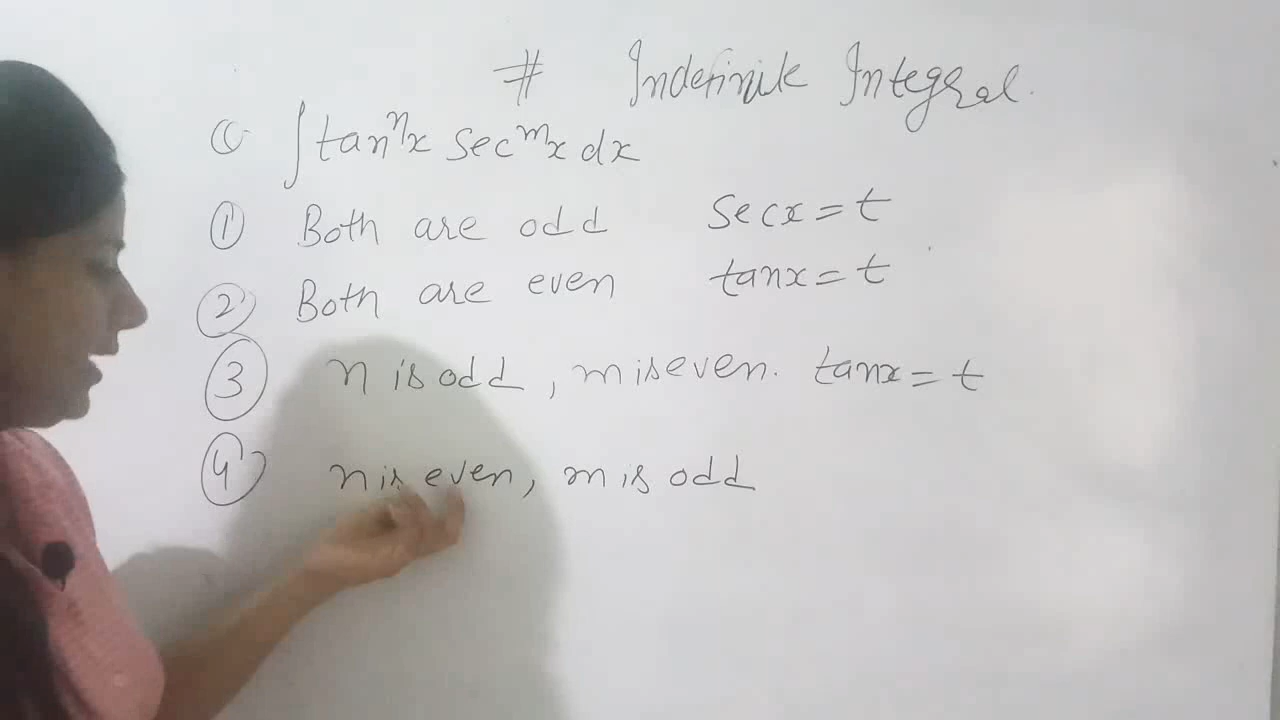 # Indefinite Integral.
∫ tanⁿx secᵐx dx
① Both are odd secx = t
② Both are even tanx = t
③ n is odd, m is even. tanx = t
④ n is even, m is odd